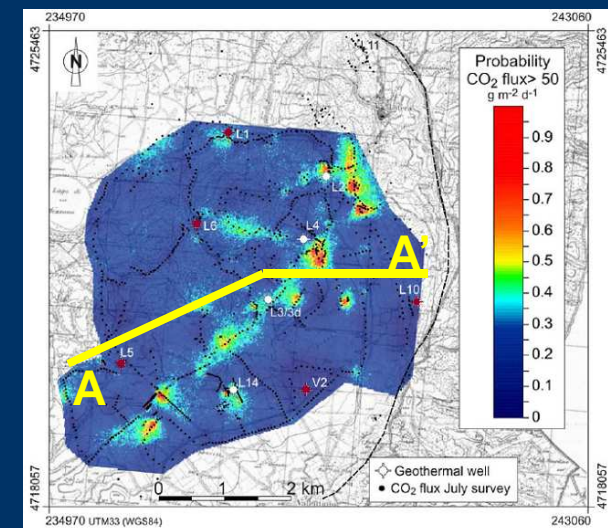 234970
243060
4725463
4725463
N
11
Probability
CO2 flux> 50
g m-2 d-1
0.9
0.8
0.7
0.6
0.5
0.4
0.3
0.2
0.1
0
L1
L2
L6
L4
A'
L10
L3/3d
L5
A
L14
V2
Geothermal well
CO2 flux July survey
0 1 2 km
4718057
4718057
234970 UTM33 (WGS84)
243060